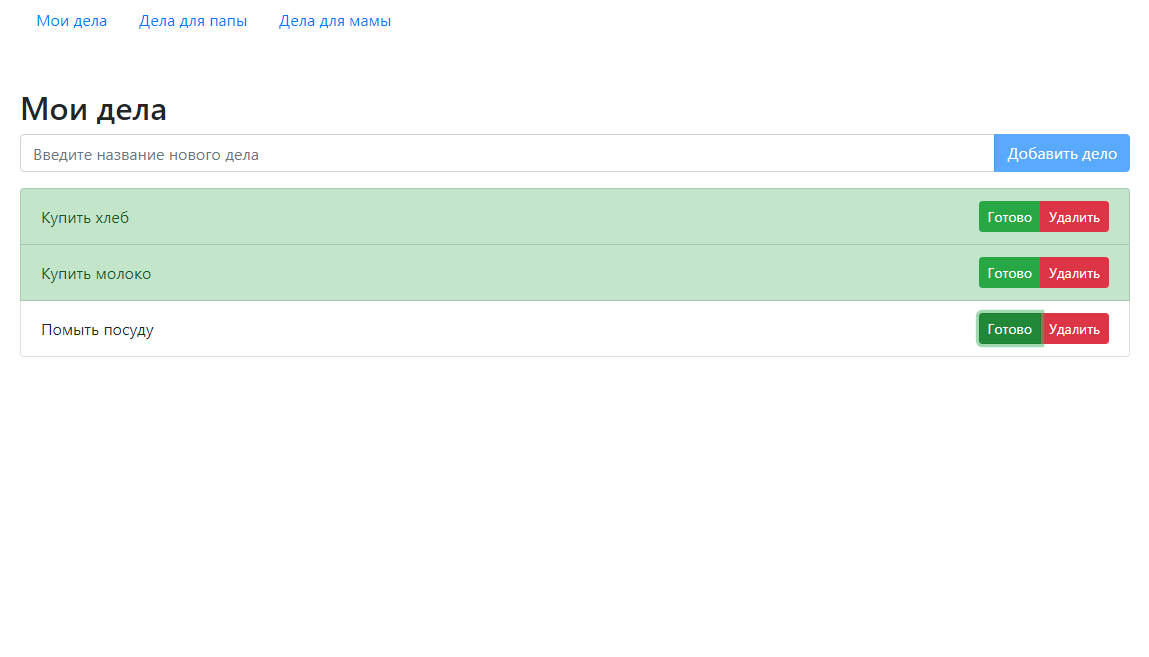 Мои дела Дела для папы Дела для мамы
Мои дела
Введите название нового дела Добавить дело
Купить хлеб Готово Удалить
Купить молоко Готово Удалить
Помыть посуду Готово Удалить